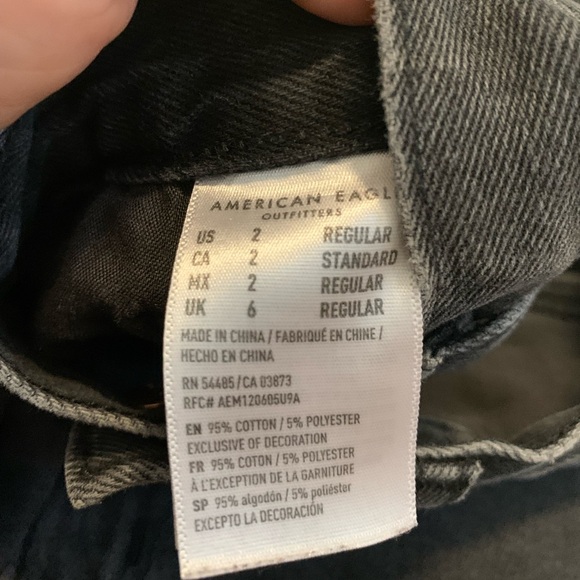 AMERICAN EAGL
OUTFITTERS
US 2 REGULAR
CA 2 STANDARD
MX 2 REGULAR
UK 6 REGULAR
MADE IN CHINA / FABRIQUÉ EN CHINE /
HECHO EN CHINA
RN 54485/CA 03873
RFC# AEM120605U9A
EN 95% COTTON / 5% POLYESTER
EXCLUSIVE OF DECORATION
FR 95% COTON / 5% POLYESTER
À L'EXCEPTION DE LA GARNITURE
SP 95% algodón / 5% poliéster
EXCEPTO LA DECORACIÓN